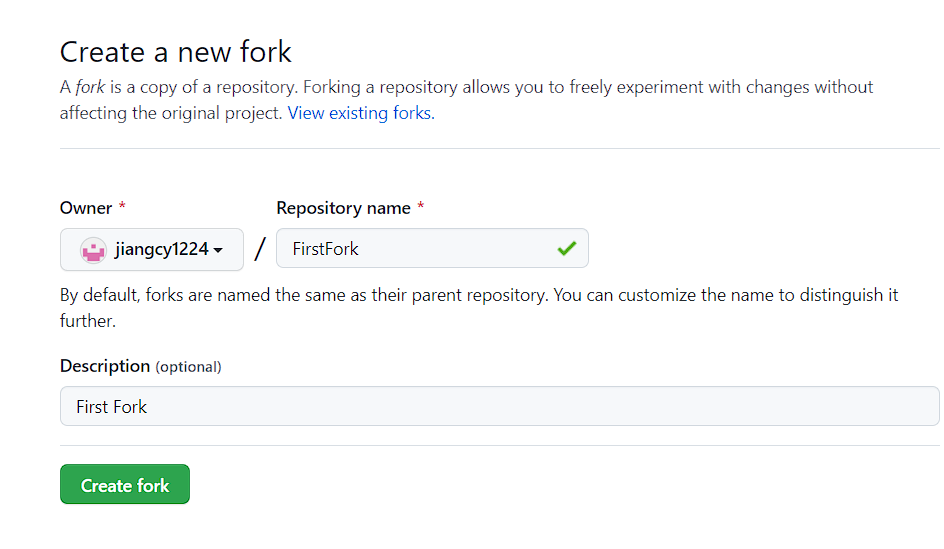 Create a new fork
A fork is a copy of a repository. Forking a repository allows you to freely experiment with changes without
affecting the original project. View existing forks.
Owner *
Repository name *
jiangcy1224
/
FirstFork
By default, forks are named the same as their parent repository. You can customize the name to distinguish it
further.
Description (optional)
First Fork
Create fork